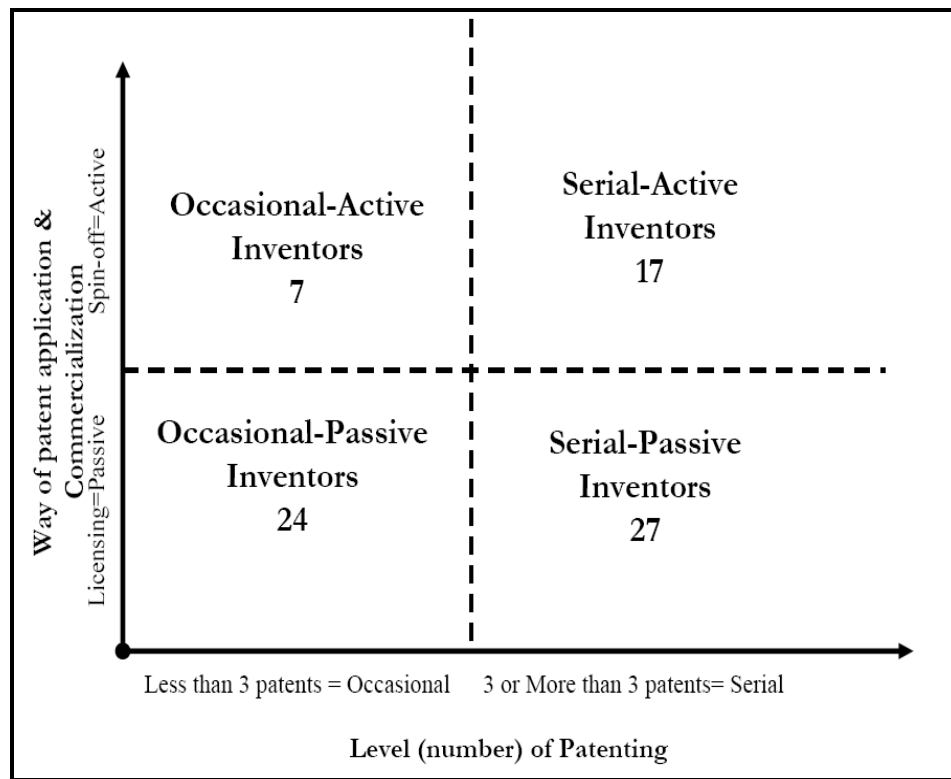 Way of patent application &
Commercialization
Licensing=Passive
Spin-off=Active
Occasional-Active
Inventors
7
Serial-Active
Inventors
17
Occasional-Passive
Inventors
24
Serial-Passive
Inventors
27
Less than 3 patents = Occasional
3 or More than 3 patents= Serial
Level (number) of Patenting